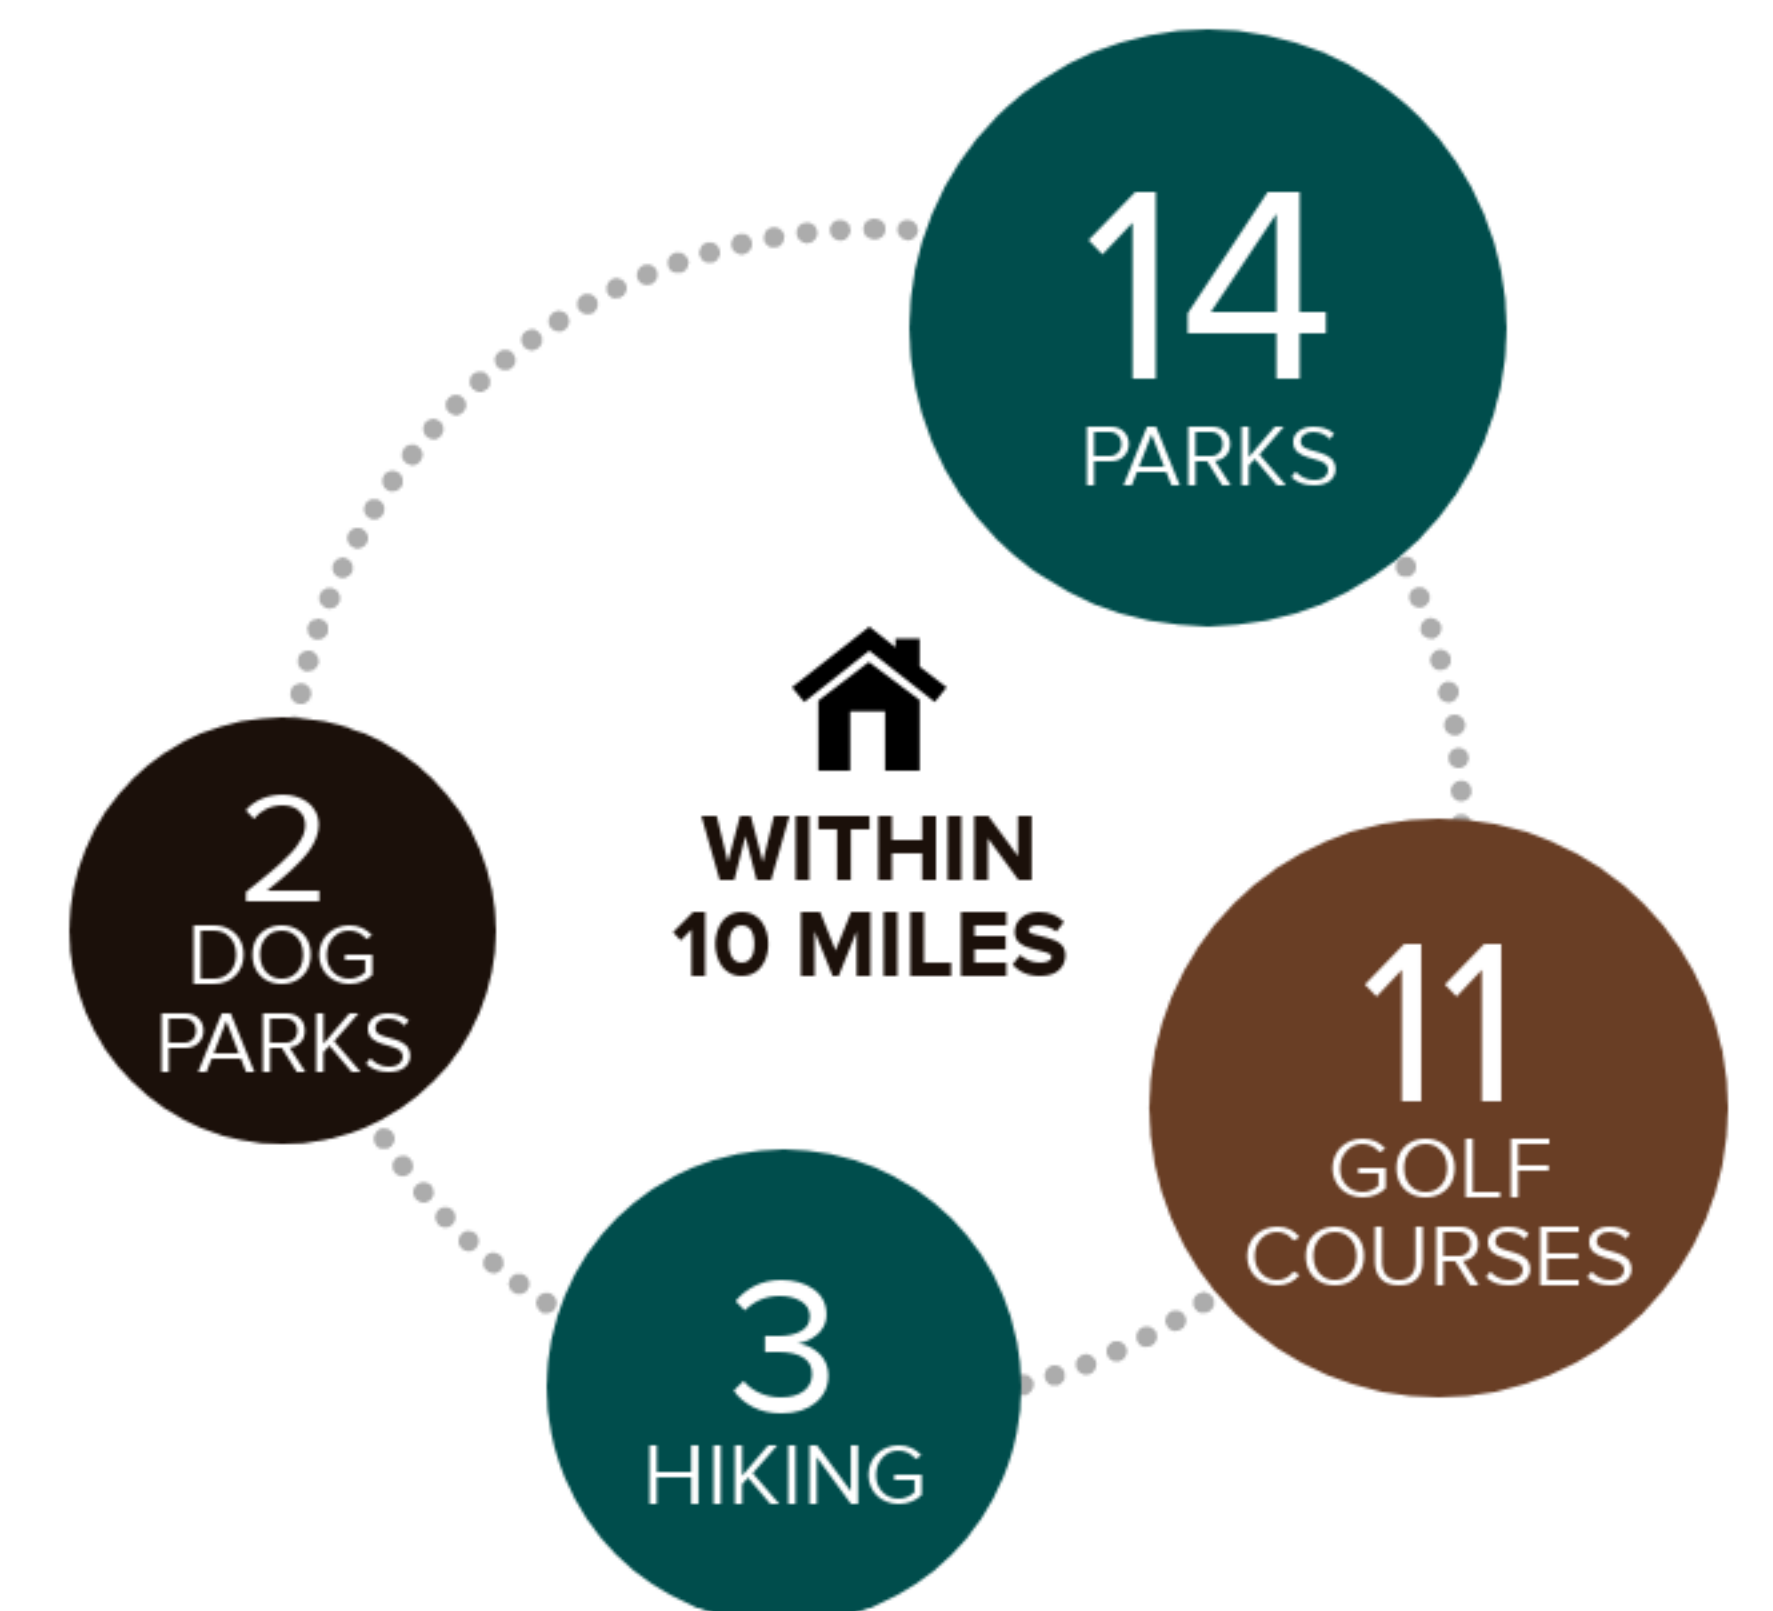 14
PARKS
WITHIN
10 MILES
2
DOG
PARKS
11
GOLF
COURSES
3
HIKING